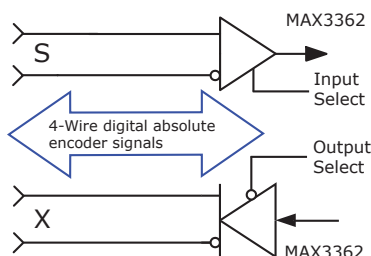 MAX3362
S
Input
Select
4-Wire digital absolute
encoder signals
Output
Select
X
MAX3362